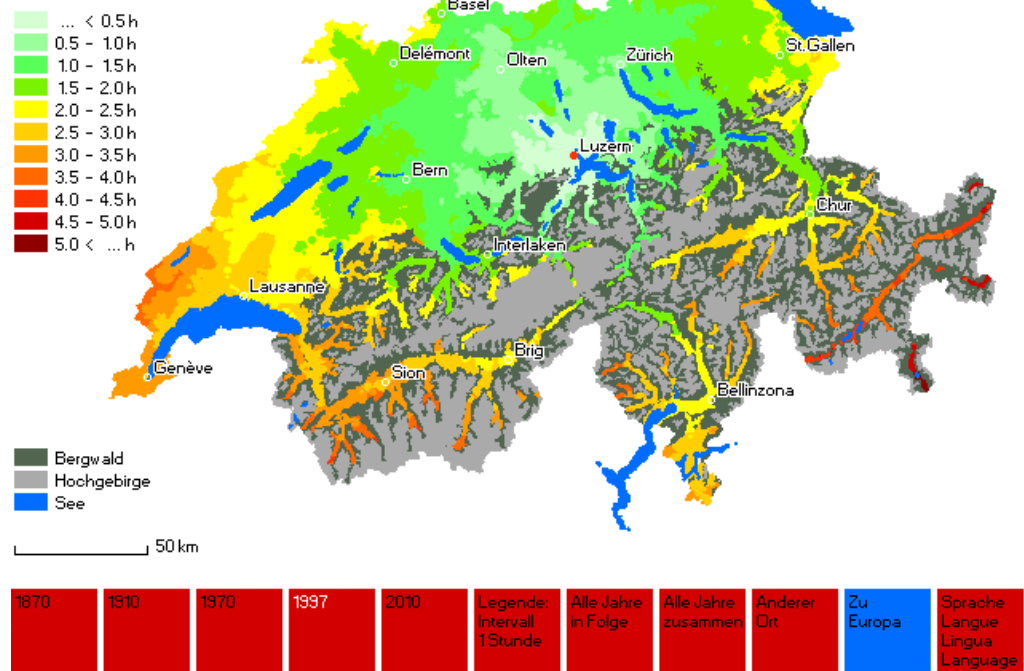 Basel
... < 0.5 h
0.5 - 1.0 h
1.0 - 1.5 h
1.5 - 2.0 h
2.0 - 2.5 h
2.5 - 3.0 h
3.0 - 3.5 h
3.5 - 4.0 h
4.0 - 4.5 h
4.5 - 5.0 h
5.0 < ... h
Delémont
Olten
Zürich
St.Gallen
Luzern
Bern
Chur
Interlaken
Lausanne
Genève
Sion
Brig
Bellinzona
Bergwald
Hochgebirge
See
50 km
1870
1910
1970
1997
2010
Legende:
Intervall
1 Stunde
Alle Jahre
in Folge
Alle Jahre
zusammen
Anderer
Ort
Zu
Europa
Sprache
Langue
Lingua
Language